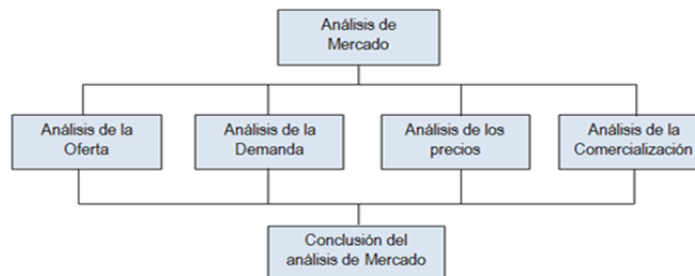 Análisis de
Mercado
Análisis de la
Oferta
Análisis de la
Demanda
Análisis de los
precios
Análisis de la
Comercialización
Conclusión del
análisis de Mercado